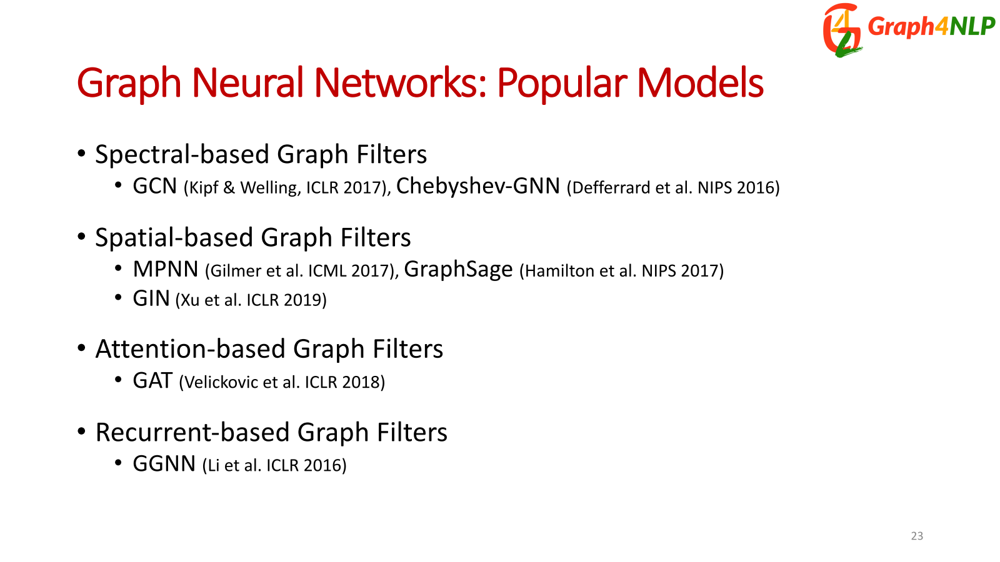 Graph4NLP
Graph Neural Networks: Popular Models
• Spectral-based Graph Filters
• GCN (Kipf & Welling, ICLR 2017), Chebyshev-GNN (Defferrard et al. NIPS 2016)
• Spatial-based Graph Filters
• MPNN (Gilmer et al. ICML 2017), GraphSage (Hamilton et al. NIPS 2017)
• GIN (Xu et al. ICLR 2019)
• Attention-based Graph Filters
• GAT (Velickovic et al. ICLR 2018)
• Recurrent-based Graph Filters
• GGNN (Li et al. ICLR 2016)
23